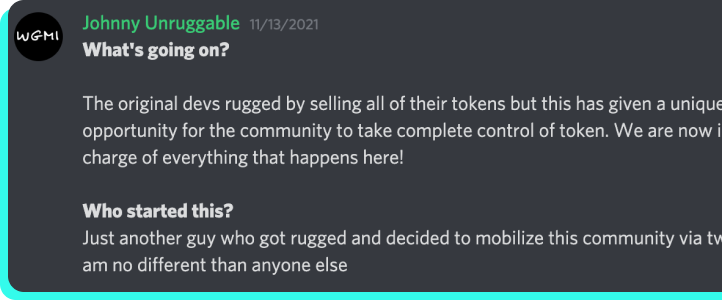 WGMI
Johnny Unruggable 11/13/2021
What's going on?
The original devs rugged by selling all of their tokens but this has given a unique
opportunity for the community to take complete control of token. We are now
charge of everything that happens here!
Who started this?
Just another guy who got rugged and decided to mobilize this community via
am no different than anyone else